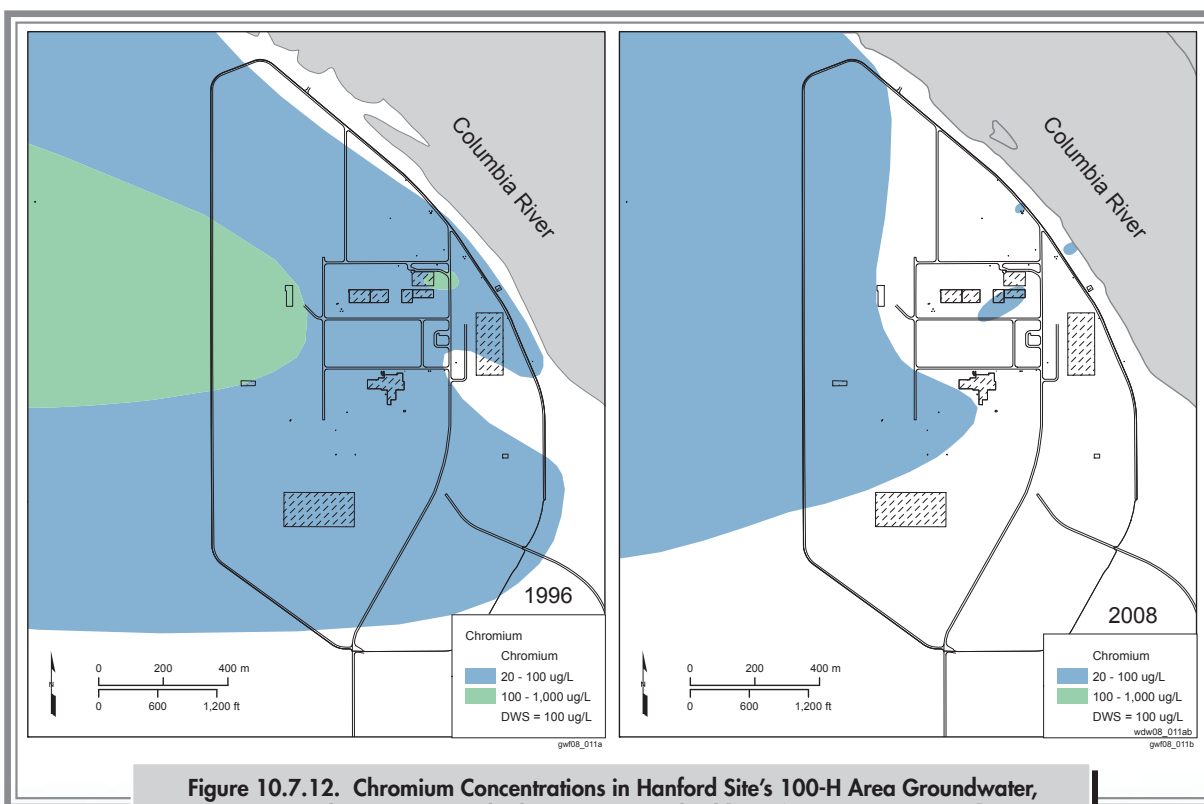 Columbia River
1996
Chromium
Chromium
20 - 100 ug/L
100 - 1,000 ug/L
DWS = 100 ug/L
N
0 200 400 m
0 600 1,200 ft
gwf08_011a
Columbia River
2008
Chromium
Chromium
20 - 100 ug/L
100 - 1,000 ug/L
DWS = 100 ug/L
wdw08_011ab
N
0 200 400 m
0 600 1,200 ft
gwf08_011b
Figure 10.7.12. Chromium Concentrations in Hanford Site's 100-H Area Groundwater,